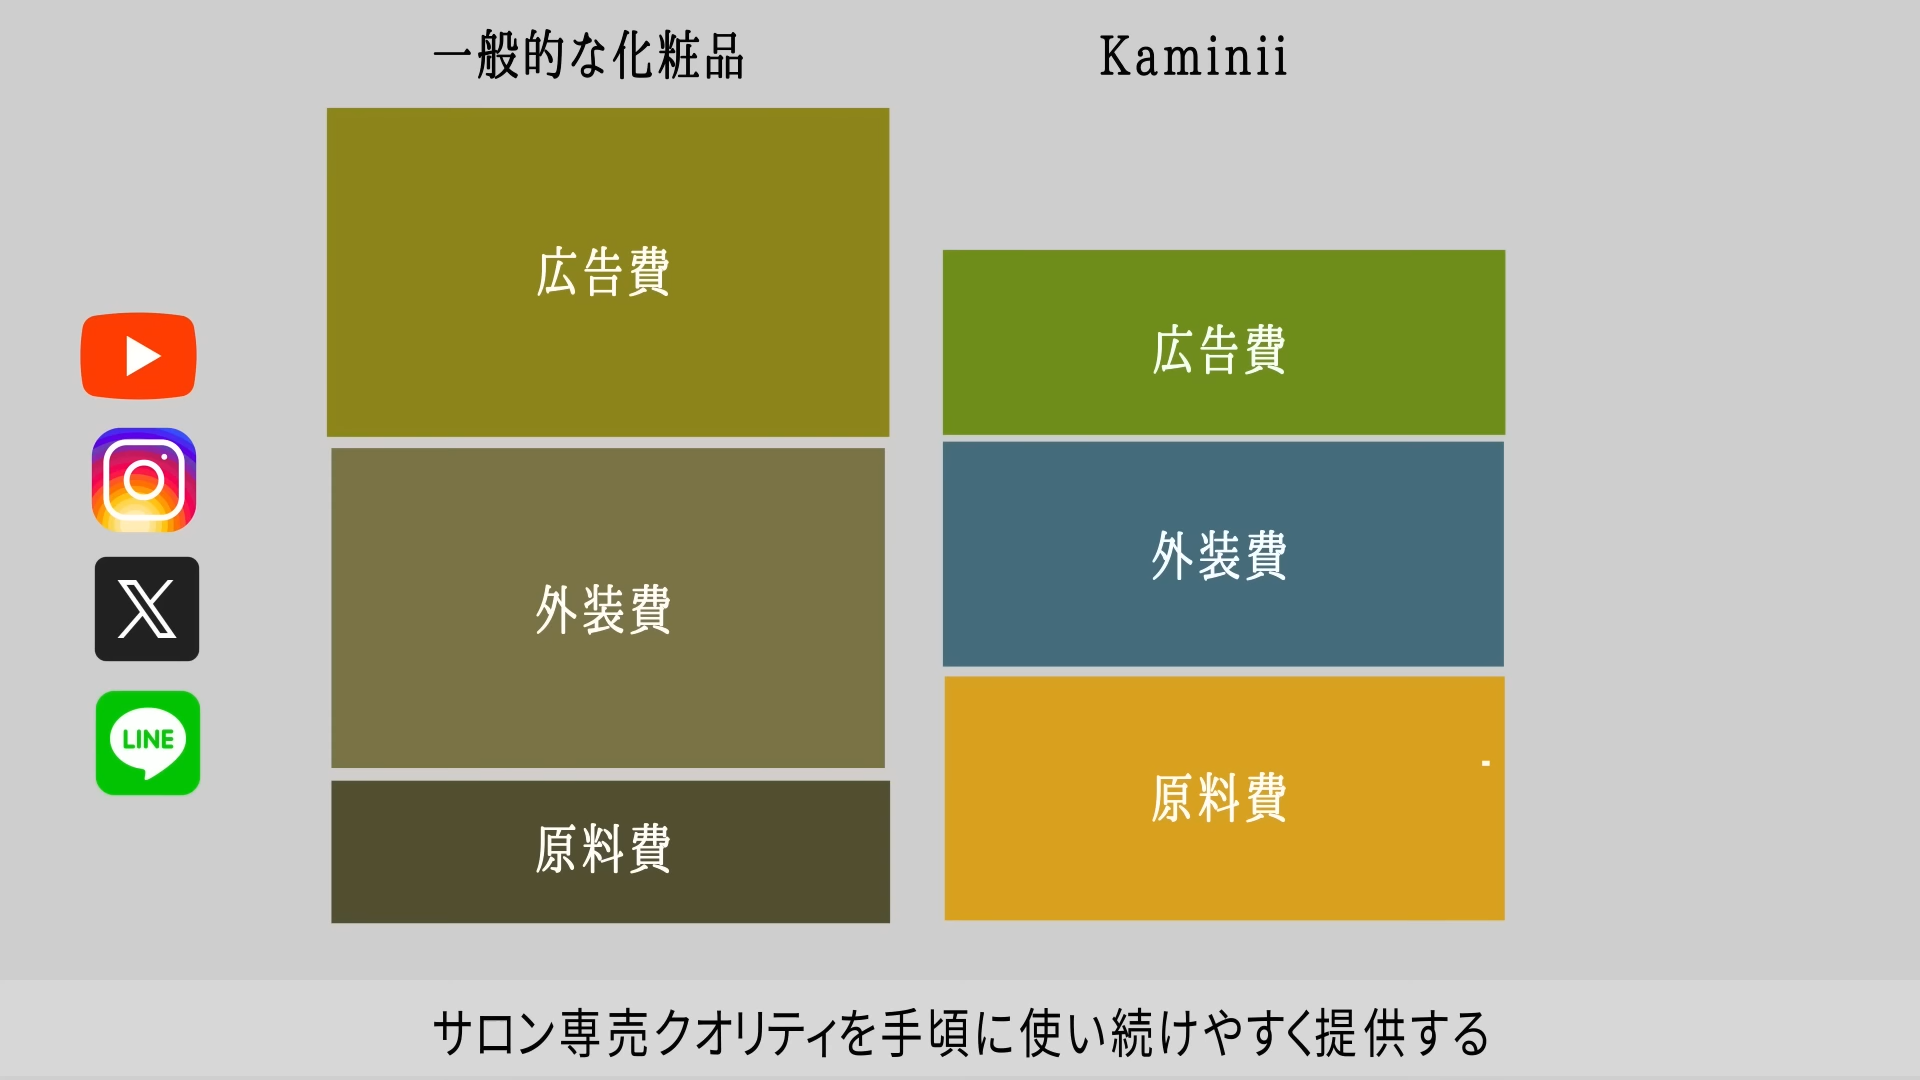 一般的な化粧品
Kaminii
広告費
外装費
原料費
広告費
外装費
原料費
LINE
サロン専売クオリティを手頃に使い続けやすく提供する